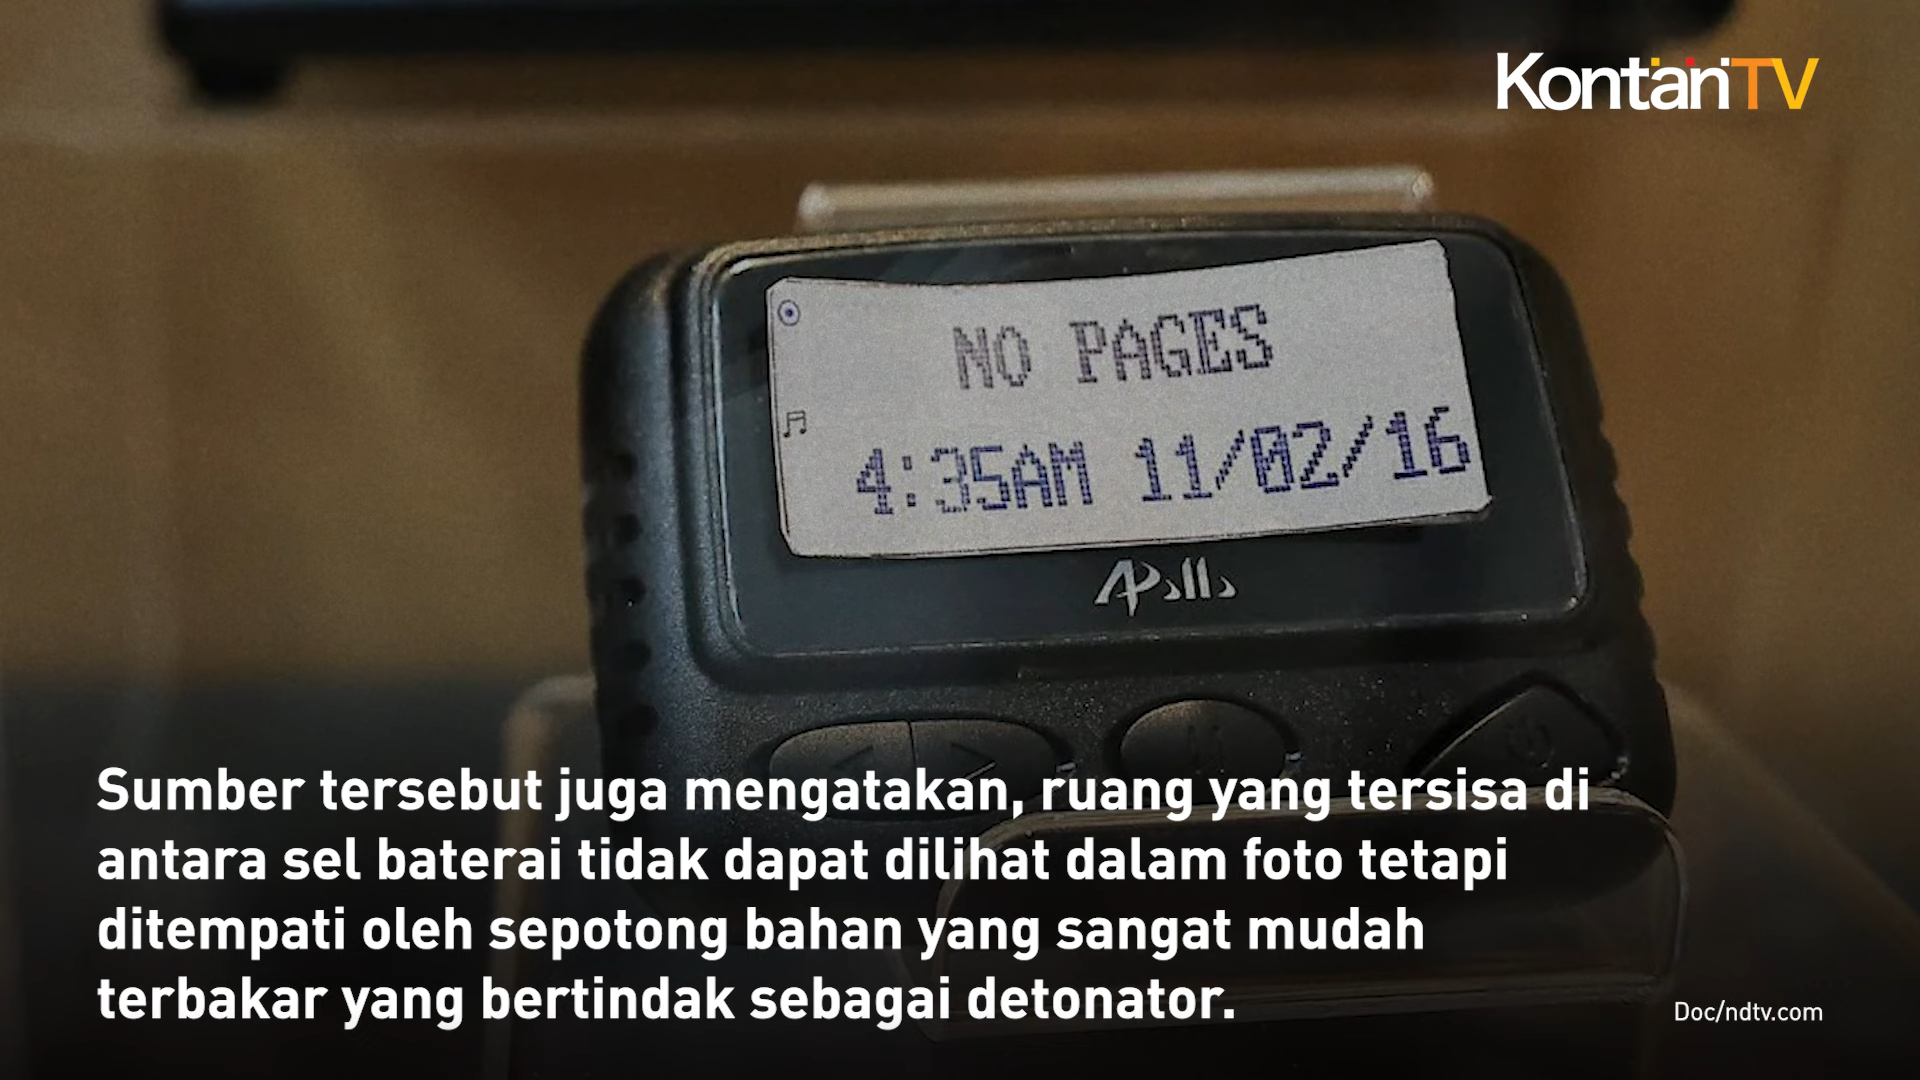 KontanTV
NO PAGES
4:35AM 11/02/16
Apollo
Sumber tersebut juga mengatakan, ruang yang tersisa di
antara sel baterai tidak dapat dilihat dalam foto tetapi
ditempati oleh sepotong bahan yang sangat mudah
terbakar yang bertindak sebagai detonator.
Doc/ndtv.com